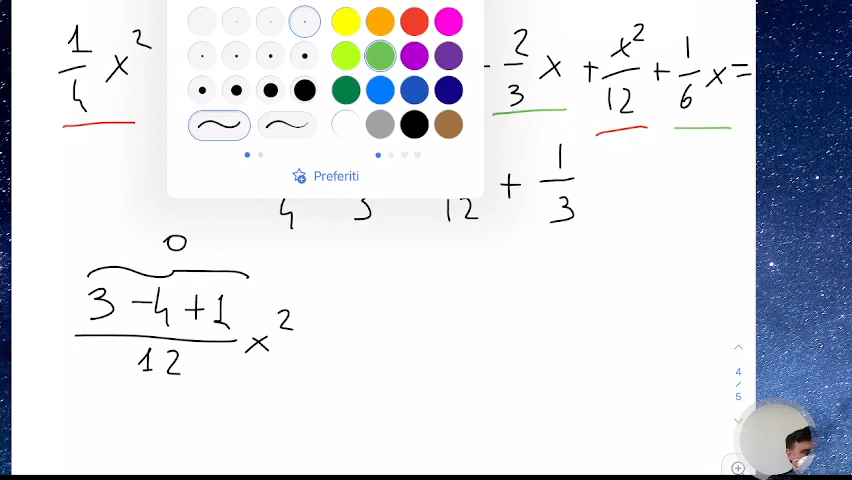 1/4 x² - 2/3 x + x²/12 + 1/6 x =
Preferiti
4 12 + 1/3
0
3 - 4 + 1
12 x²
4
/
5